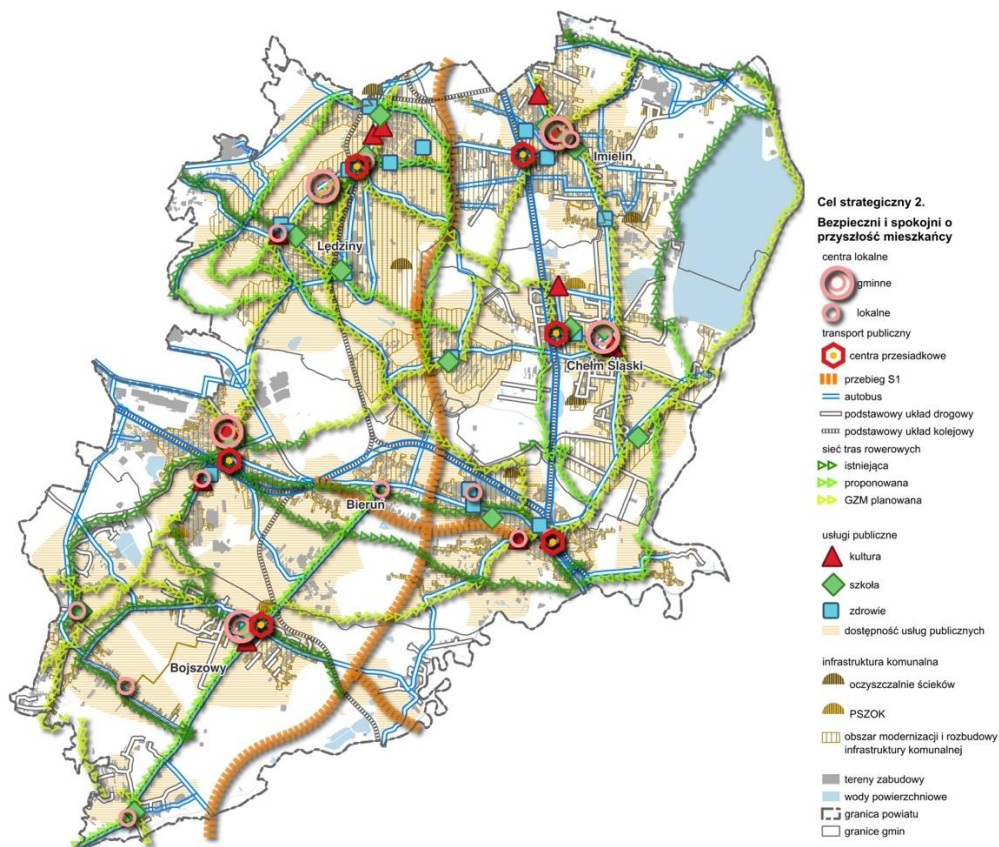 Imielin
Lędziny
Chełm Śląski
Bieruń
Bojszowy
Cel strategiczny 2.
Bezpieczni i spokojni o
przyszłość mieszkańcy
centra lokalne
gminne
lokalne
transport publiczny
centra przesiadkowe
przebieg S1
autobus
podstawowy układ drogowy
podstawowy układ kolejowy
sieć tras rowerowych
istniejąca
proponowana
GZM planowana
usługi publiczne
kultura
szkoła
zdrowie
dostępność usług publicznych
infrastruktura komunalna
oczyszczalnie ścieków
PSZOK
obszar modernizacji i rozbudowy
infrastruktury komunalnej
tereny zabudowy
wody powierzchniowe
granica powiatu
granice gmin